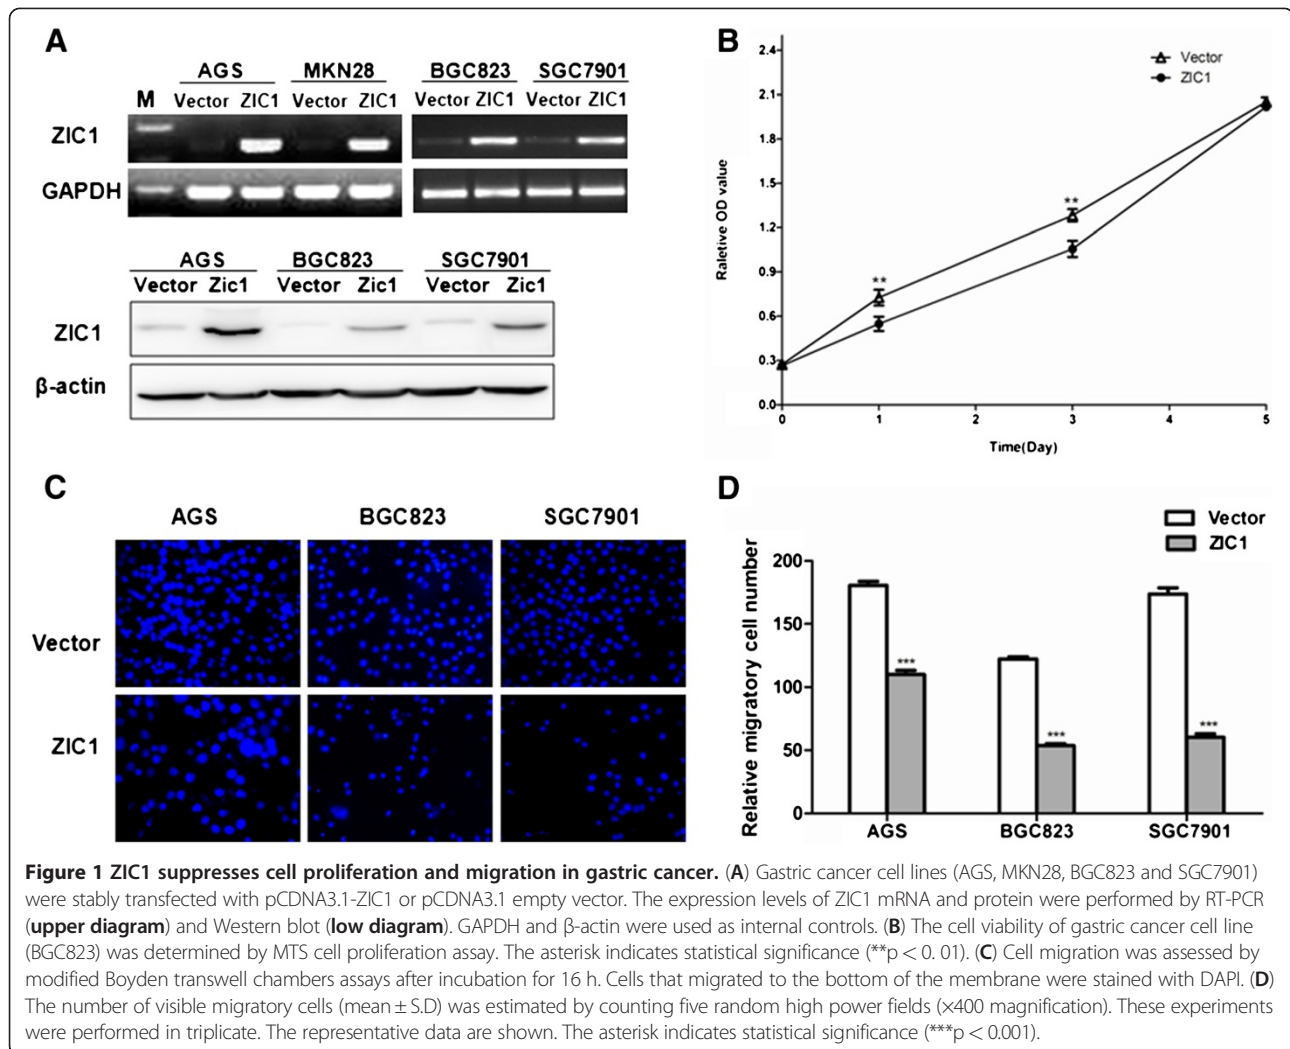 A
AGS MKN28 BGC823 SGC7901
M Vector ZIC1 Vector ZIC1 Vector ZIC1 Vector ZIC1
ZIC1
GAPDH
AGS BGC823 SGC7901
Vector Zic1 Vector Zic1 Vector Zic1
ZIC1
β-actin
B
2.4
2.1
1.8
1.5
1.2
0.9
0.6
0.3
0.0
Raletive OD value
Vector
ZIC1
**
**
0 1 2 3 4 5
Time(Day)
C
AGS BGC823 SGC7901
Vector
ZIC1
D
Vector
ZIC1
Relative migratory cell number
200
150
100
50
0
***
***
***
AGS BGC823 SGC7901
Figure 1 ZIC1 suppresses cell proliferation and migration in gastric cancer. (A) Gastric cancer cell lines (AGS, MKN28, BGC823 and SGC7901)
were stably transfected with pCDNA3.1-ZIC1 or pCDNA3.1 empty vector. The expression levels of ZIC1 mRNA and protein were performed by RT-PCR
(upper diagram) and Western blot (low diagram). GAPDH and β-actin were used as internal controls. (B) The cell viability of gastric cancer cell line
(BGC823) was determined by MTS cell proliferation assay. The asterisk indicates statistical significance (**p < 0. 01). (C) Cell migration was assessed by
modified Boyden transwell chambers assays after incubation for 16 h. Cells that migrated to the bottom of the membrane were stained with DAPI. (D)
The number of visible migratory cells (mean ± S.D) was estimated by counting five random high power fields (×400 magnification). These experiments
were performed in triplicate. The representative data are shown. The asterisk indicates statistical significance (***p < 0.001).